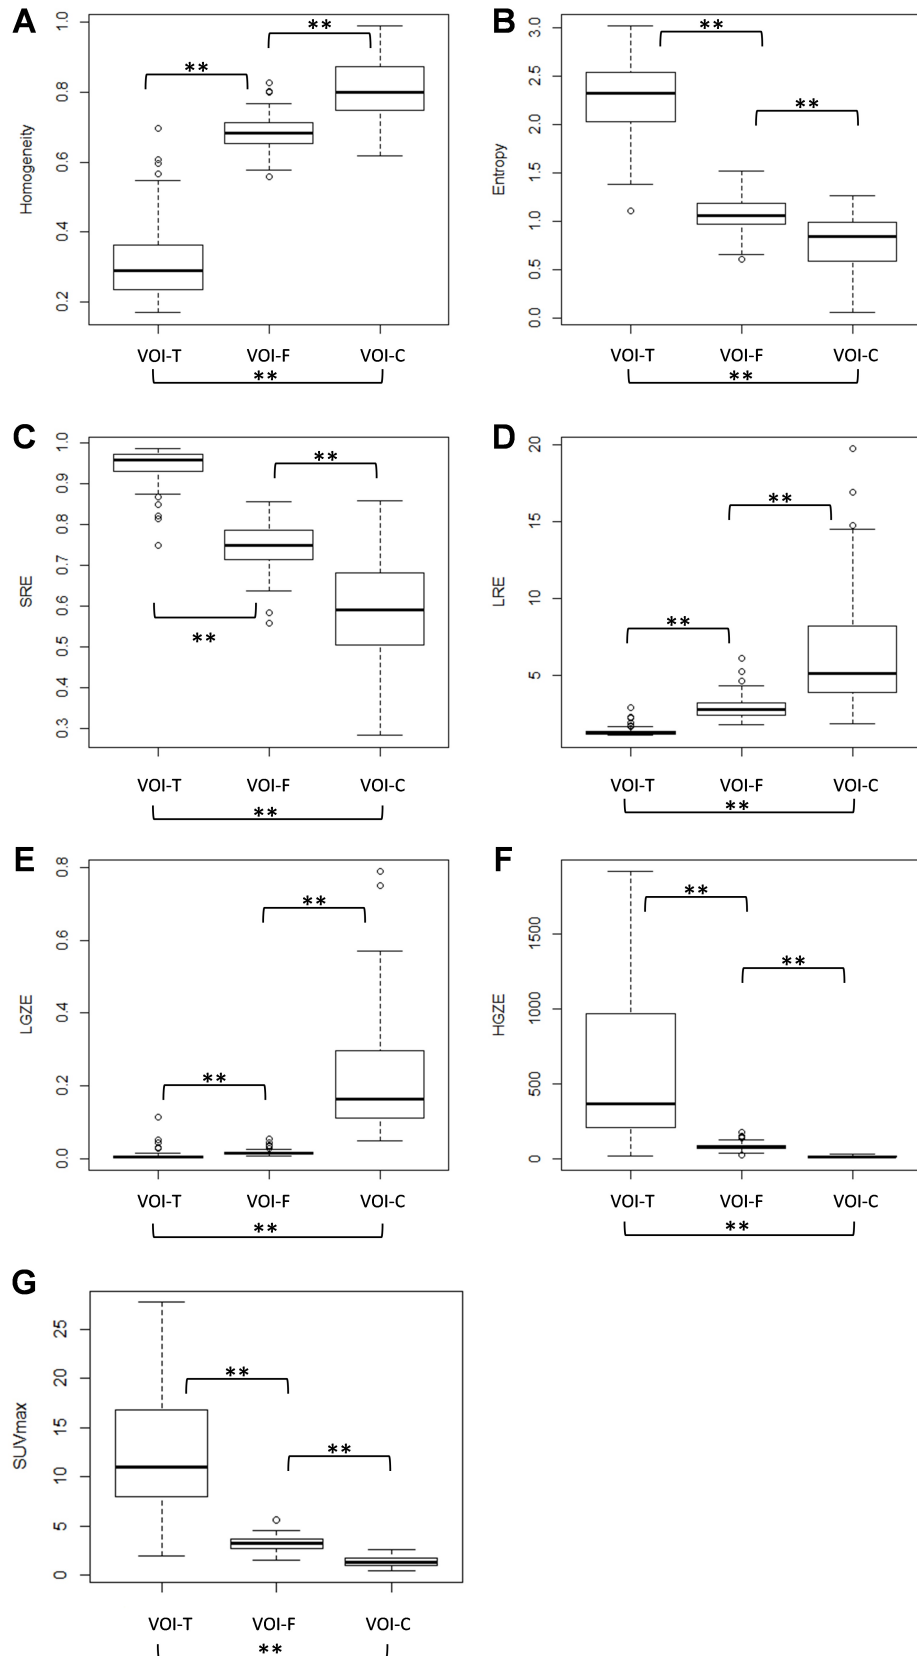 A
Homogeneity
1.0
0.8
0.6
0.4
0.2
**
**
VOI-T VOI-F VOI-C
**
B
Entropy
3.0
2.5
2.0
1.5
1.0
0.5
0.0
**
**
VOI-T VOI-F VOI-C
**
C
SRE
1.0
0.9
0.8
0.7
0.6
0.5
0.4
0.3
**
**
VOI-T VOI-F VOI-C
**
D
LRE
20
15
10
5
**
**
VOI-T VOI-F VOI-C
**
E
LGZE
0.8
0.6
0.4
0.2
0.0
**
**
VOI-T VOI-F VOI-C
**
F
HGZE
1500
1000
500
0
**
**
VOI-T VOI-F VOI-C
**
G
SUVmax
25
20
15
10
5
0
**
**
VOI-T VOI-F VOI-C
**